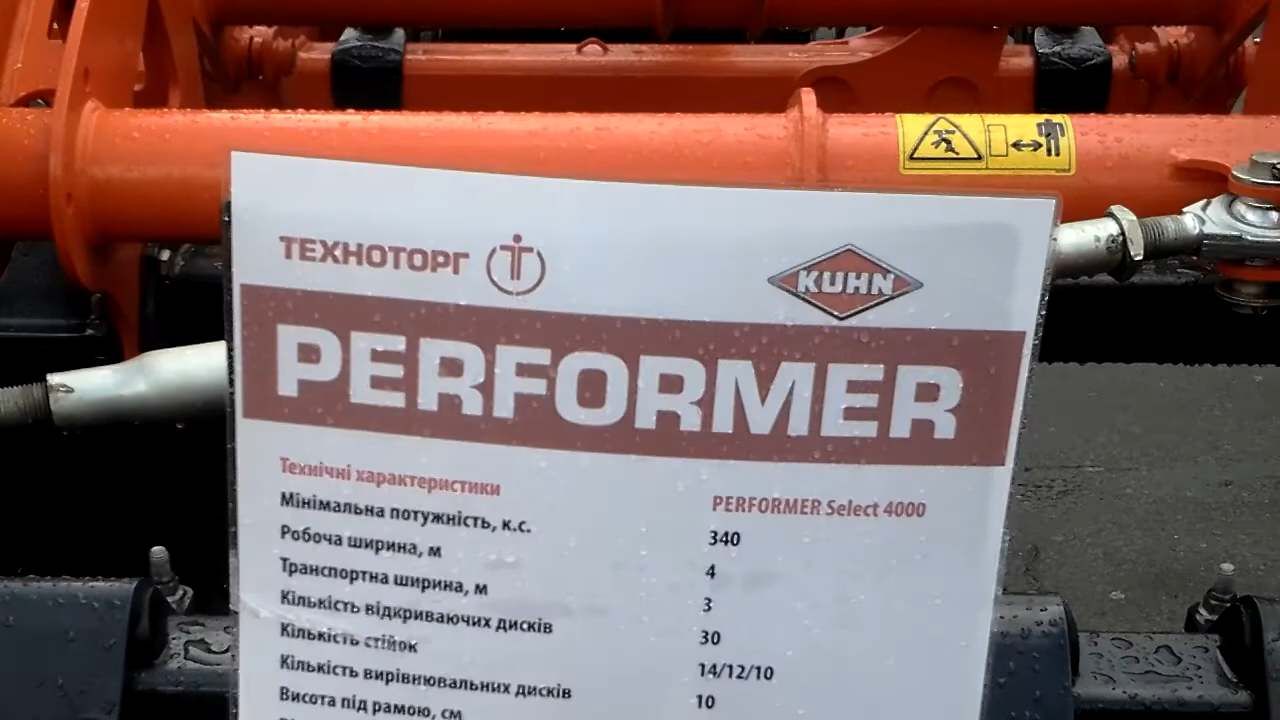 ТЕХНОТОРГ
KUHN
PERFORMER
Технічні характеристики PERFORMER Select 4000
Мінімальна потужність, к.с. 340
Робоча ширина, м 4
Транспортна ширина, м 3
Кількість відкриваючих дисків 30
Кількість стійок 14/12/10
Кількість вирівнювальних дисків 10
Висота під рамою, см